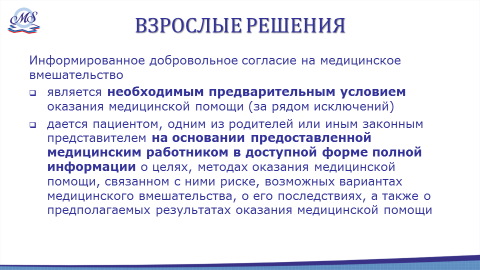 MS
ВЗРОСЛЫЕ РЕШЕНИЯ
Информированное добровольное согласие на медицинское
вмешательство
является необходимым предварительным условием
оказания медицинской помощи (за рядом исключений)
дается пациентом, одним из родителей или иным законным
представителем на основании предоставленной
медицинским работником в доступной форме полной
информации о целях, методах оказания медицинской
помощи, связанном с ними риске, возможных вариантах
медицинского вмешательства, о его последствиях, а также о
предполагаемых результатах оказания медицинской помощи